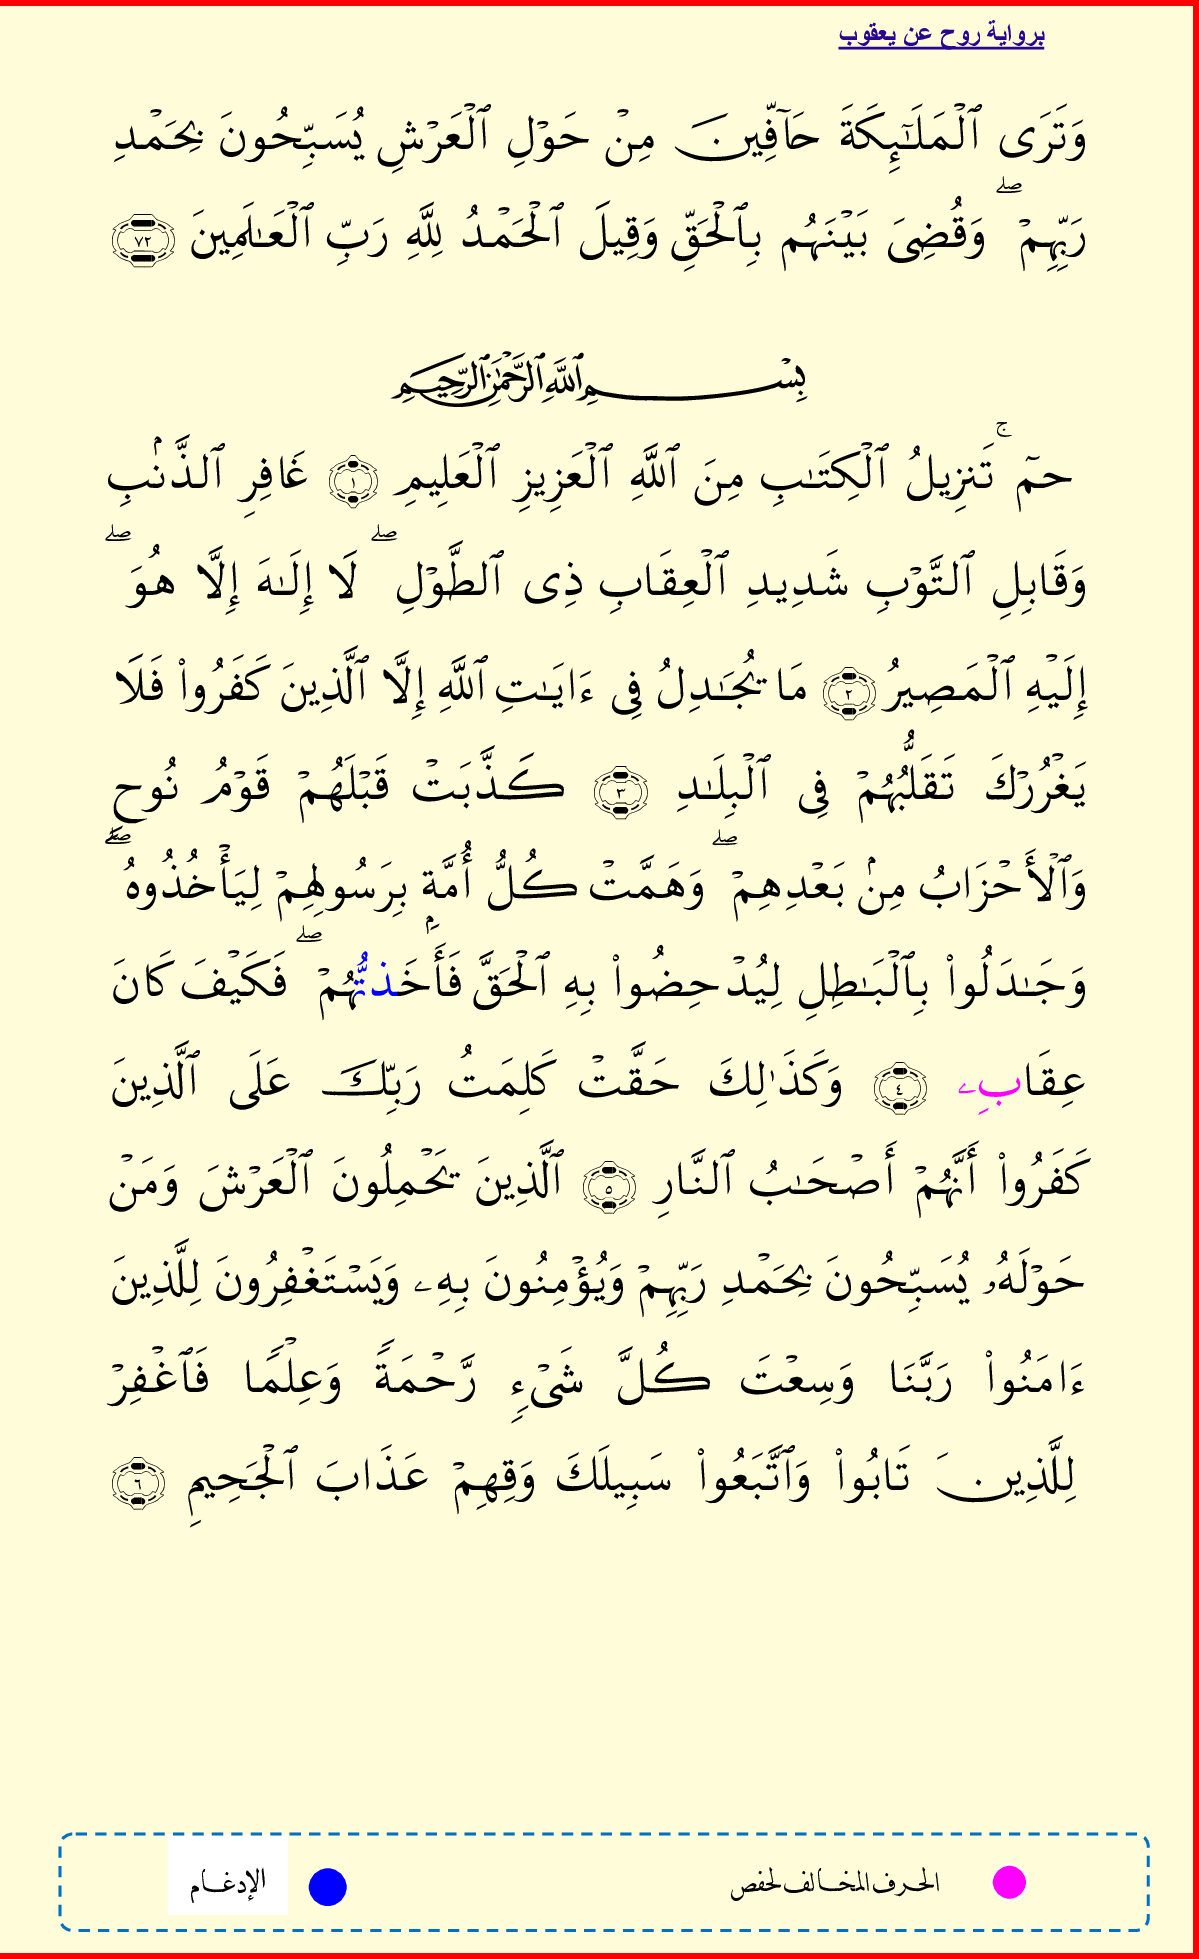 برواية روح عن يعقوب
وَتَرَى ٱلْمَلَـٰٓئِكَةَ حَآفِّينَ مِنْ حَوْلِ ٱلْعَرْشِ يُسَبِّحُونَ بِحَمْدِ
رَبِّهِمْ ۖ وَقُضِىَ بَيْنَهُم بِٱلْحَقِّ وَقِيلَ ٱلْحَمْدُ لِلَّهِ رَبِّ ٱلْعَـٰلَمِينَ ٧٢
بِسْمِ ٱللَّهِ ٱلرَّحْمَـٰنِ ٱلرَّحِيمِ
حمٓ ۚ تَنزِيلُ ٱلْكِتَـٰبِ مِنَ ٱللَّهِ ٱلْعَزِيزِ ٱلْعَلِيمِ ١ غَافِرِ ٱلذَّنۢبِ
وَقَابِلِ ٱلتَّوْبِ شَدِيدِ ٱلْعِقَابِ ذِى ٱلطَّوْلِ ۖ لَا إِلَـٰهَ إِلَّا هُوَ ۖ
إِلَيْهِ ٱلْمَصِيرُ ٢ مَا يُجَـٰدِلُ فِى ءَايَـٰتِ ٱللَّهِ إِلَّا ٱلَّذِينَ كَفَرُوا۟ فَلَا
يَغْرُرْكَ تَقَلُّبُهُمْ فِى ٱلْبِلَـٰدِ ٣ كَذَّبَتْ قَبْلَهُمْ قَوْمُ نُوحٍ
وَٱلْأَحْزَابُ مِنۢ بَعْدِهِمْ ۖ وَهَمَّتْ كُلُّ أُمَّةٍۭ بِرَسُولِهِمْ لِيَأْخُذُوهُ ۖ
وَجَـٰدَلُوا۟ بِٱلْبَـٰطِلِ لِيُدْحِضُوا۟ بِهِ ٱلْحَقَّ فَأَخَذتُّهُمْ ۖ فَكَيْفَ كَانَ
عِقَابِۦ ٤ وَكَذَٰلِكَ حَقَّتْ كَلِمَتُ رَبِّكَ عَلَى ٱلَّذِينَ
كَفَرُوا۟ أَنَّهُمْ أَصْحَـٰبُ ٱلنَّارِ ٥ ٱلَّذِينَ يَحْمِلُونَ ٱلْعَرْشَ وَمَنْ
حَوْلَهُۥ يُسَبِّحُونَ بِحَمْدِ رَبِّهِمْ وَيُؤْمِنُونَ بِهِۦ وَيَسْتَغْفِرُونَ لِلَّذِينَ
ءَامَنُوا۟ رَبَّنَا وَسِعْتَ كُلَّ شَىْءٍ رَّحْمَةً وَعِلْمًا فَٱغْفِرْ
لِلَّذِينَ تَابُوا۟ وَٱتَّبَعُوا۟ سَبِيلَكَ وَقِهِمْ عَذَابَ ٱلْجَحِيمِ ٦
الحرف المخالف لحفص
الإدغام